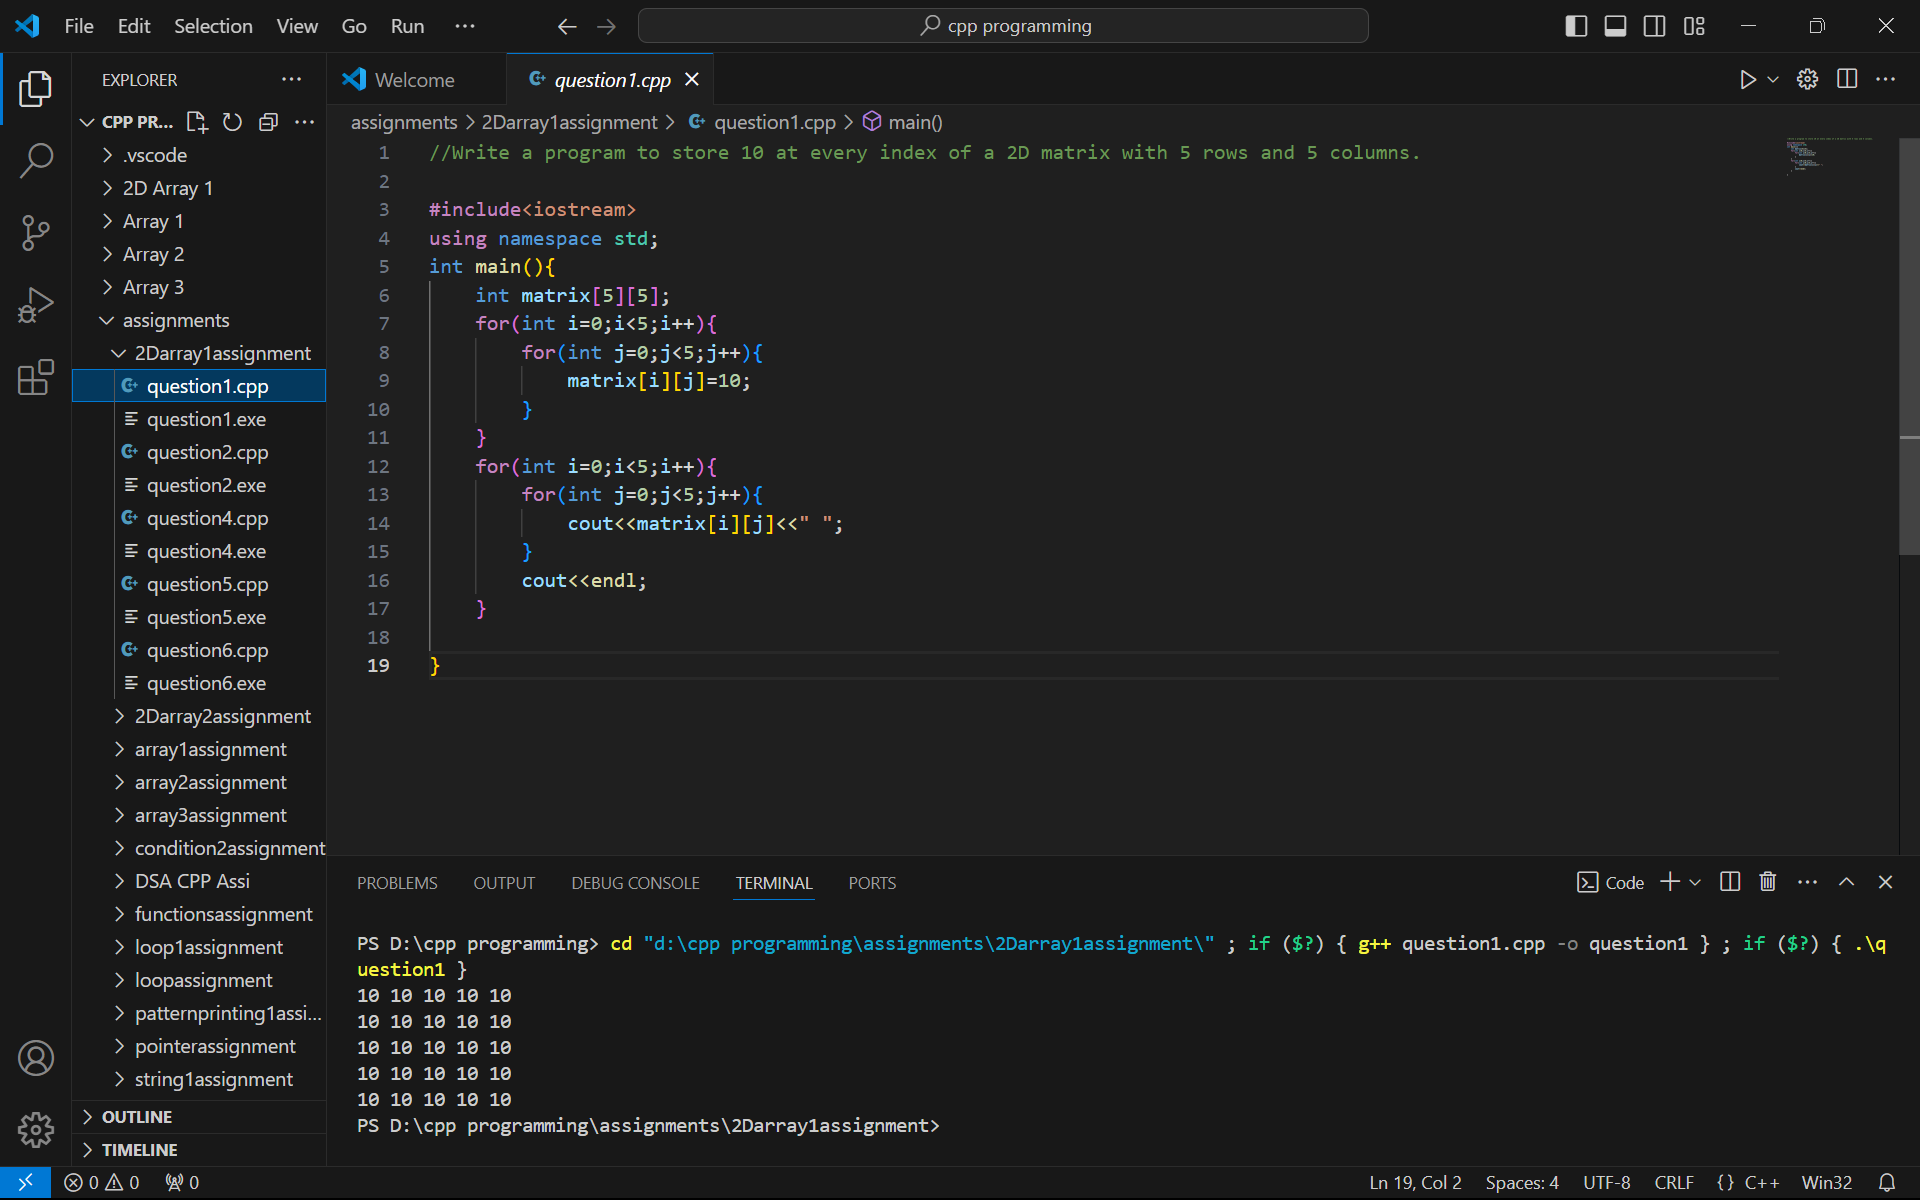 File Edit Selection View Go Run ··· cpp programming
EXPLORER ···
CPP PR... ···
.vscode
2D Array 1
Array 1
Array 2
Array 3
assignments
2Darray1assignment
question1.cpp
question1.exe
question2.cpp
question2.exe
question4.cpp
question4.exe
question5.cpp
question5.exe
question6.cpp
question6.exe
2Darray2assignment
array1assignment
array2assignment
array3assignment
condition2assignment
DSA CPP Assi
functionsassignment
loop1assignment
loopassignment
patternprinting1assi...
pointerassignment
string1assignment
OUTLINE
TIMELINE
Welcome question1.cpp
assignments > 2Darray1assignment > question1.cpp > main()
1 //Write a program to store 10 at every index of a 2D matrix with 5 rows and 5 columns.
2
3 #include<iostream>
4 using namespace std;
5 int main(){
6     int matrix[5][5];
7     for(int i=0;i<5;i++){
8         for(int j=0;j<5;j++){
9             matrix[i][j]=10;
10         }
11     }
12     for(int i=0;i<5;i++){
13         for(int j=0;j<5;j++){
14             cout<<matrix[i][j]<<" ";
15         }
16         cout<<endl;
17     }
18
19 }
PROBLEMS OUTPUT DEBUG CONSOLE TERMINAL PORTS Code ···
PS D:\cpp programming> cd "d:\cpp programming\assignments\2Darray1assignment\" ; if ($?) { g++ question1.cpp -o question1 } ; if ($?) { .\q
uestion1 }
10 10 10 10 10
10 10 10 10 10
10 10 10 10 10
10 10 10 10 10
10 10 10 10 10
PS D:\cpp programming\assignments\2Darray1assignment>
0 0 0 Ln 19, Col 2 Spaces: 4 UTF-8 CRLF {} C++ Win32